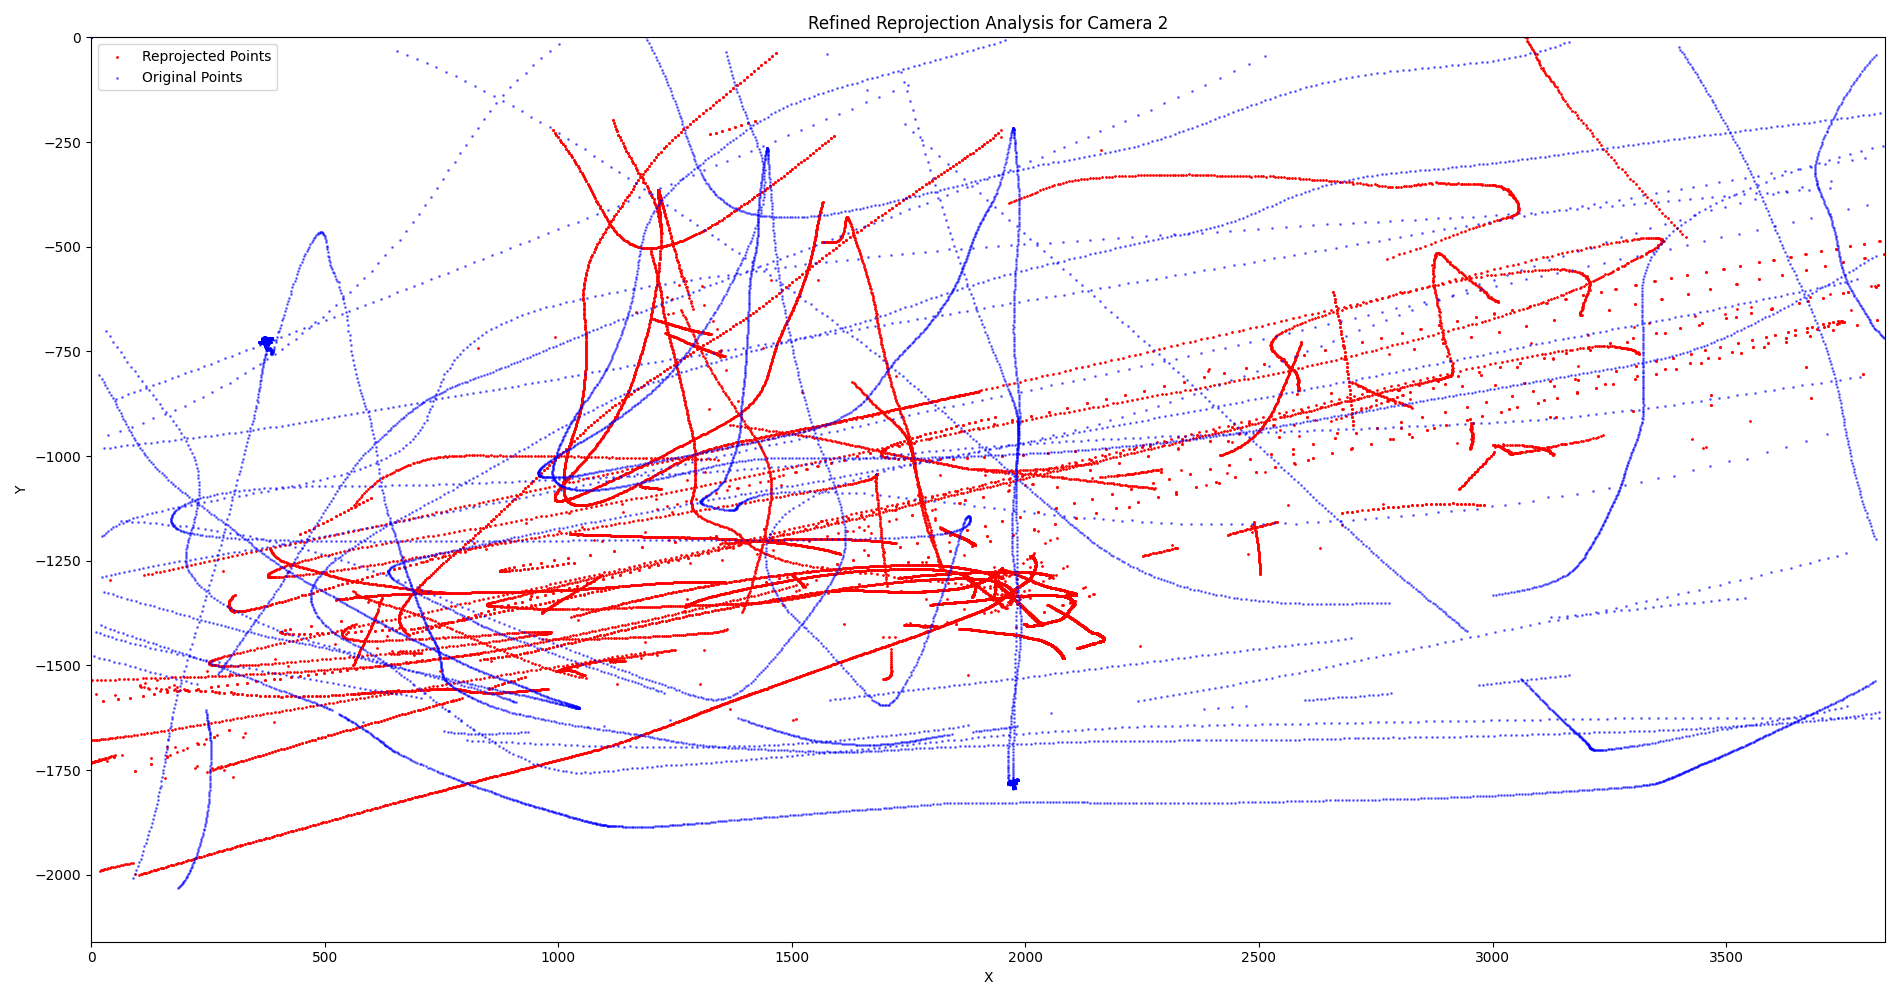 Refined Reprojection Analysis for Camera 2
Reprojected Points
Original Points
0
−250
−500
−750
−1000
−1250
−1500
−1750
−2000
Y
0 500 1000 1500 2000 2500 3000 3500
X